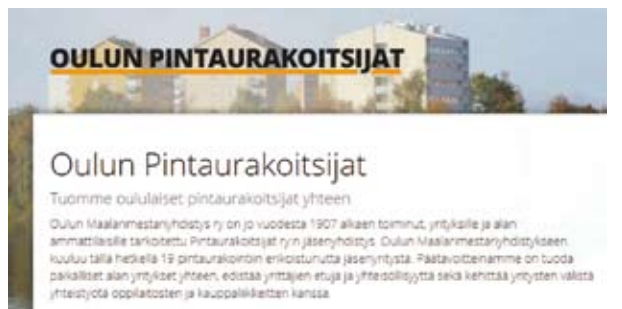 OULUN PINTAURAKOITSIJAT
Oulun Pintaurakoitsijat
Tuomme oululaiset pintaurakoitsijat yhteen
Oulun Maalarimestariyhdistys ry on jo vuodesta 1907 alkaen toiminut, yrityksille ja alan
ammattilaisille tarkoitettu Pintaurakoitsijat ry:n jäsenyhdistys. Oulun Maalarimestariyhdistykseen
kuuluu tällä hetkellä 19 pintaurakointiin erikoistunutta jäsenyritystä. Päätavoitteinamme on tuoda
paikalliset alan yritykset yhteen, edistää yrittäjien etuja ja yhteisöllisyyttä sekä kehittää yritysten välistä
yhteistyötä oppilaitosten ja kauppaliikkeitten kanssa.